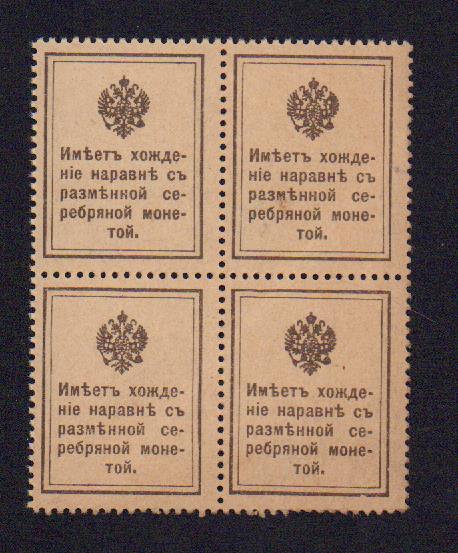 Имѣетъ хожде-
ніе наравнѣ съ
размѣнной се-
ребряной моне-
той.
Имѣетъ хожде-
ніе наравнѣ съ
размѣнной се-
ребряной моне-
той.
Имѣетъ хожде-
ніе наравнѣ съ
размѣнной се-
ребряной моне-
той.
Имѣетъ хожде-
ніе наравнѣ съ
размѣнной се-
ребряной моне-
той.